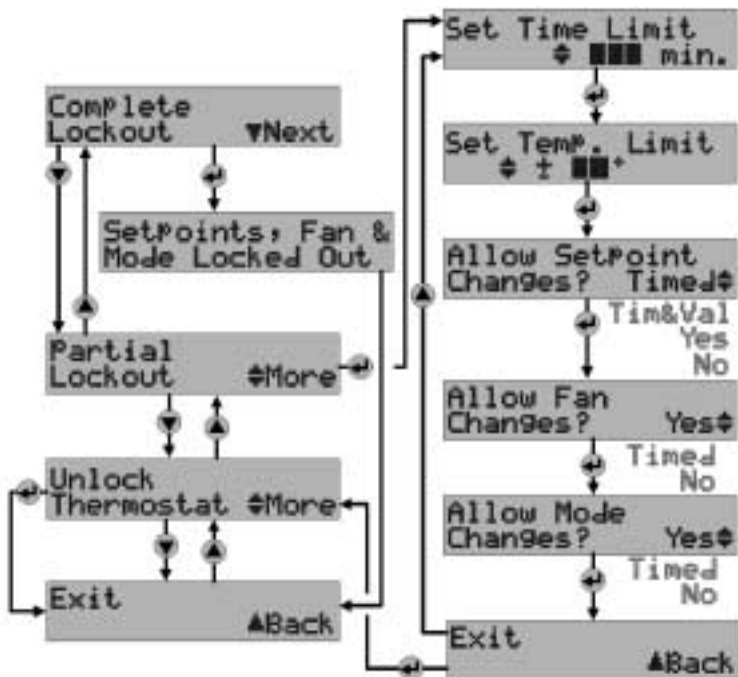 Complete
Lockout ▼Next
Setpoints, Fan &
Mode Locked Out
Partial
Lockout ♦More
Unlock
Thermostat ♦More
Exit
▲Back
Set Time Limit
♦ ███ min.
Set Temp. Limit
♦ ± ██°
Allow Setpoint
Changes? Timed♦
Tim&Val
Yes
No
Allow Fan
Changes? Yes♦
Timed
No
Allow Mode
Changes? Yes♦
Timed
No
Exit
▲Back